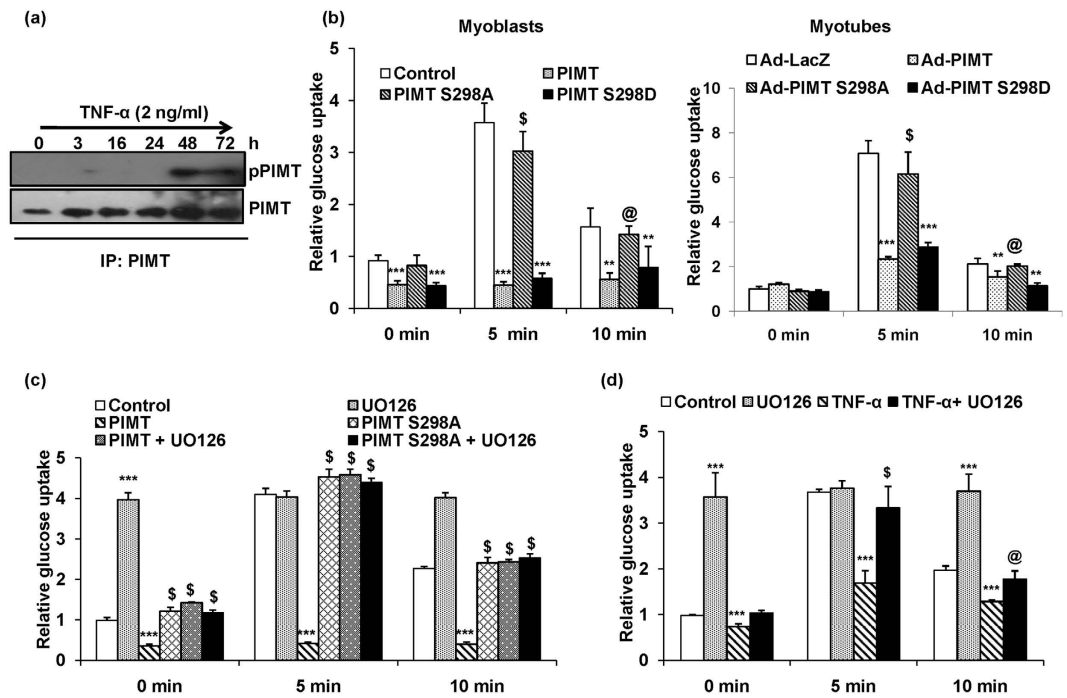 (a)
TNF-α (2 ng/ml)
0 3 16 24 48 72 h
pPIMT
PIMT
IP: PIMT
(b)
Myoblasts
Control PIMT
PIMT S298A PIMT S298D
Relative glucose uptake
5
4
3
2
1
0
*** ***
*** $ ***
** @ **
0 min 5 min 10 min
Myotubes
Ad-LacZ Ad-PIMT
Ad-PIMT S298A Ad-PIMT S298D
Relative glucose uptake
10
8
6
4
2
0
*** $ ***
** @ **
0 min 5 min 10 min
(c)
Control UO126
PIMT PIMT S298A
PIMT + UO126 PIMT S298A + UO126
Relative glucose uptake
5
4
3
2
1
0
*** *** $ $ $
*** $ $ $
*** $ $ $
0 min 5 min 10 min
(d)
Control UO126 TNF-α TNF-α+ UO126
Relative glucose uptake
5
4
3
2
1
0
*** ***
*** $
*** *** @
0 min 5 min 10 min